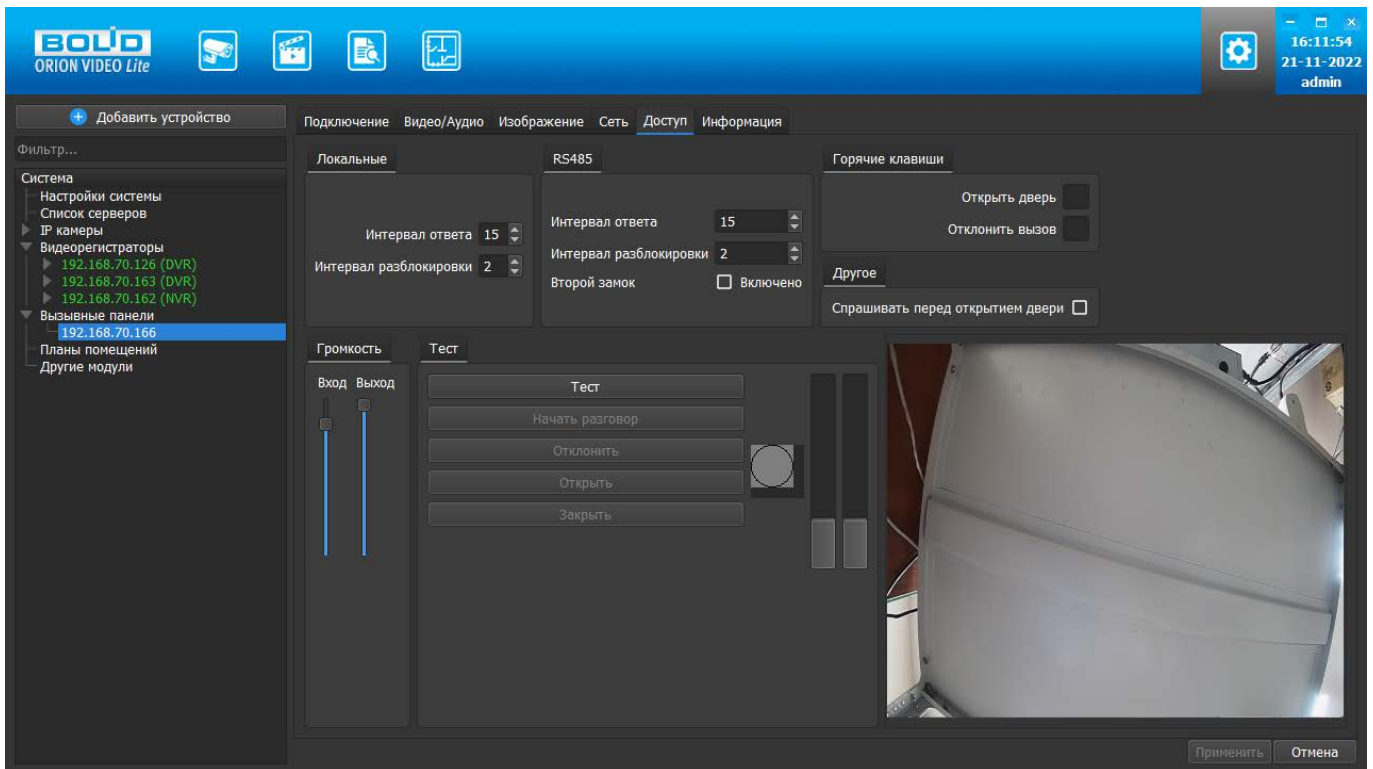 BOLID
ORION VIDEO Lite
16:11:54
21-11-2022
admin
Добавить устройство
Фильтр...
Система
Настройки системы
Список серверов
IP камеры
Видеорегистраторы
192.168.70.126 (DVR)
192.168.70.163 (DVR)
192.168.70.162 (NVR)
Вызывные панели
192.168.70.166
Планы помещений
Другие модули
Подключение Видео/Аудио Изображение Сеть Доступ Информация
Локальные
Интервал ответа 15
Интервал разблокировки 2
RS485
Интервал ответа 15
Интервал разблокировки 2
Второй замок Включено
Горячие клавиши
Открыть дверь
Отклонить вызов
Другое
Спрашивать перед открытием двери
Громкость
Вход Выход
Тест
Тест
Начать разговор
Отклонить
Открыть
Закрыть
Применить Отмена